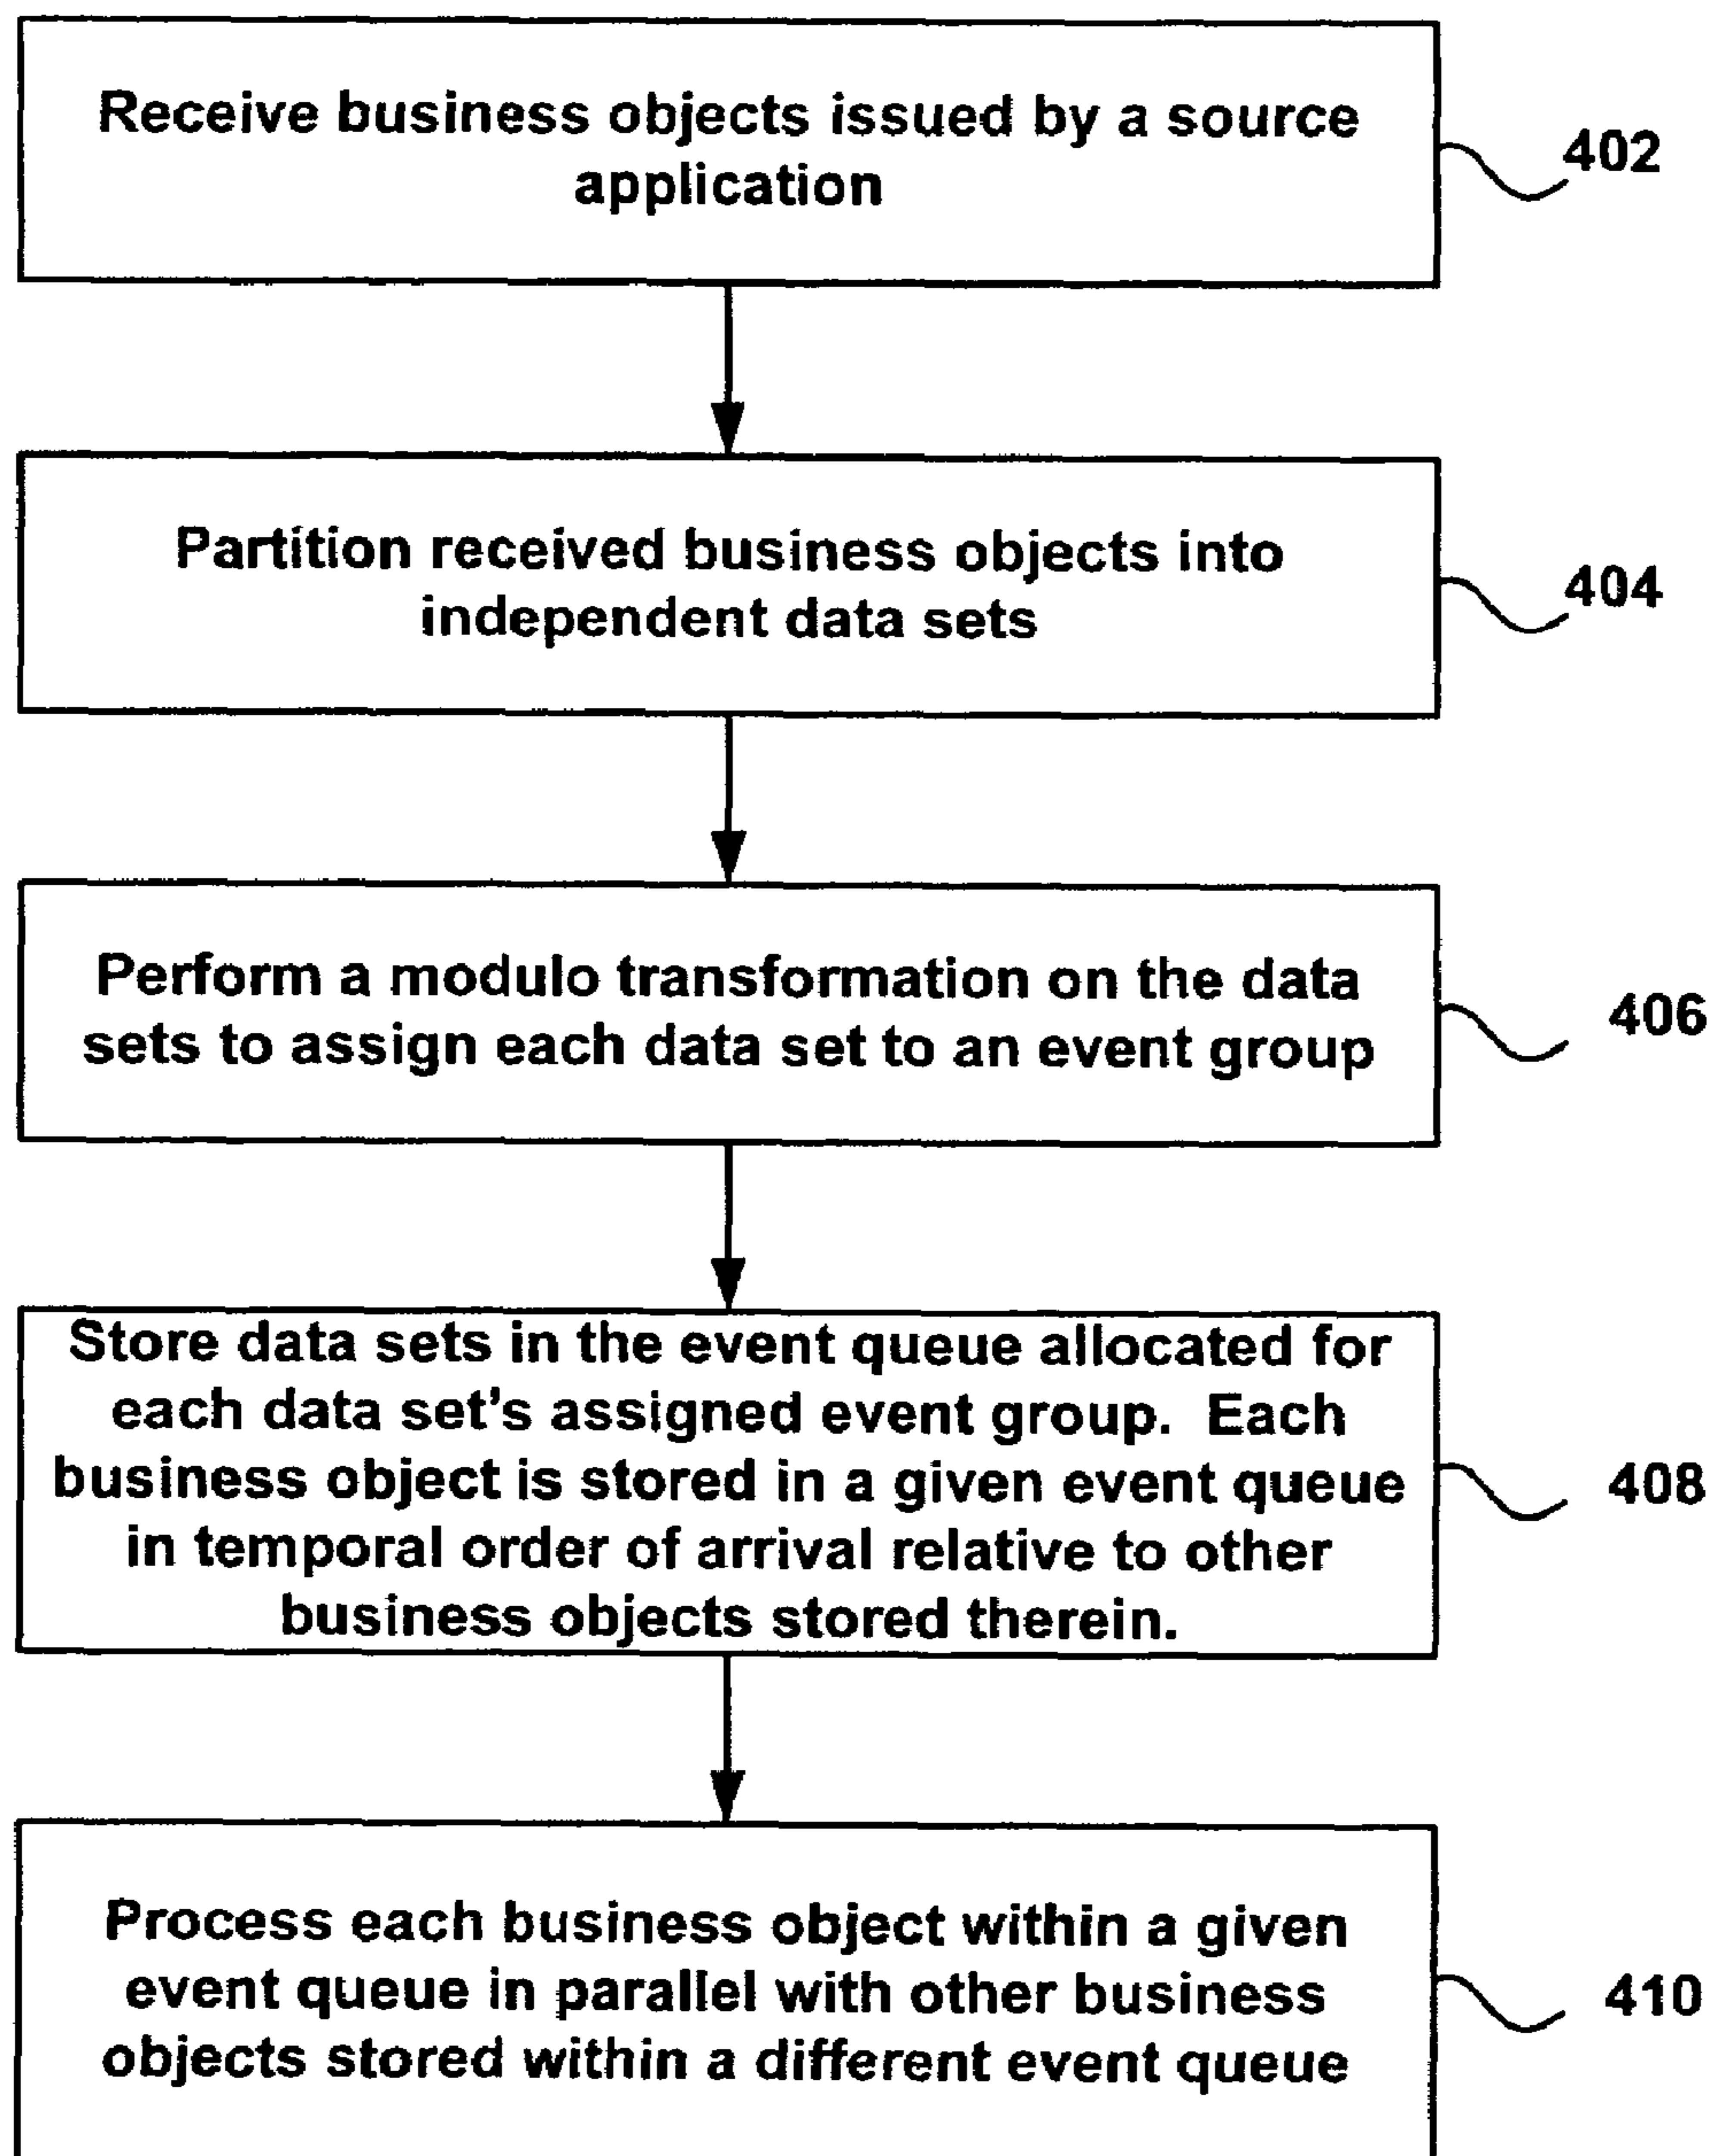 Receive business objects issued by a source
application
402
Partition received business objects into
independent data sets
404
Perform a modulo transformation on the data
sets to assign each data set to an event group
406
Store data sets in the event queue allocated for
each data set's assigned event group.  Each
business object is stored in a given event queue
in temporal order of arrival relative to other
business objects stored therein.
408
Process each business object within a given
event queue in parallel with other business
objects stored within a different event queue
410